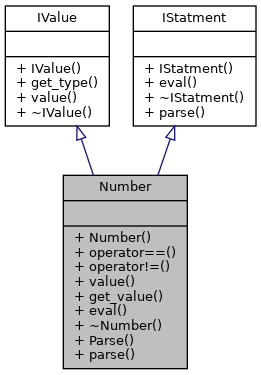 IValue
+ IValue()
+ get_type()
+ value()
+ ~IValue()
IStatment
+ IStatment()
+ eval()
+ ~IStatment()
+ parse()
Number
+ Number()
+ operator==()
+ operator!=()
+ value()
+ get_value()
+ eval()
+ ~Number()
+ Parse()
+ parse()